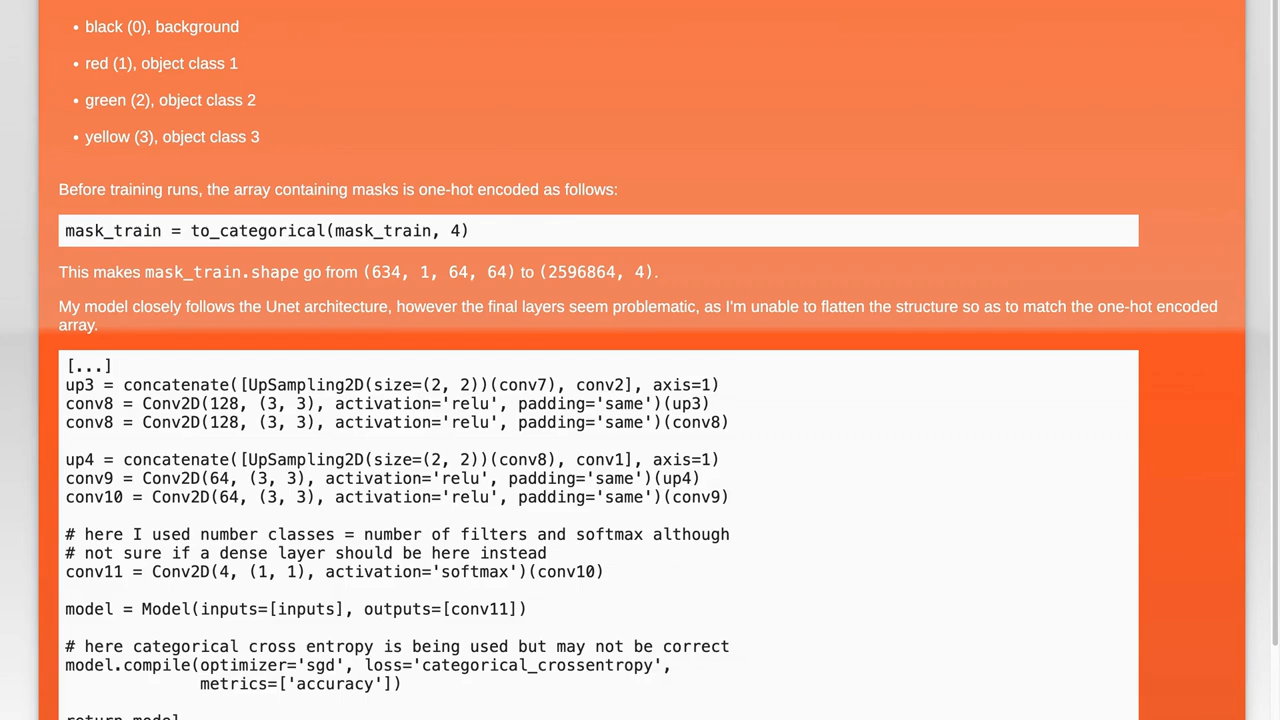 • black (0), background
• red (1), object class 1
• green (2), object class 2
• yellow (3), object class 3
Before training runs, the array containing masks is one-hot encoded as follows:
mask_train = to_categorical(mask_train, 4)
This makes mask_train.shape go from (634, 1, 64, 64) to (2596864, 4).
My model closely follows the Unet architecture, however the final layers seem problematic, as I'm unable to flatten the structure so as to match the one-hot encoded
array.
[...]
up3 = concatenate([UpSampling2D(size=(2, 2))(conv7), conv2], axis=1)
conv8 = Conv2D(128, (3, 3), activation='relu', padding='same')(up3)
conv8 = Conv2D(128, (3, 3), activation='relu', padding='same')(conv8)
up4 = concatenate([UpSampling2D(size=(2, 2))(conv8), conv1], axis=1)
conv9 = Conv2D(64, (3, 3), activation='relu', padding='same')(up4)
conv10 = Conv2D(64, (3, 3), activation='relu', padding='same')(conv9)
# here I used number classes = number of filters and softmax although
# not sure if a dense layer should be here instead
conv11 = Conv2D(4, (1, 1), activation='softmax')(conv10)
model = Model(inputs=[inputs], outputs=[conv11])
# here categorical cross entropy is being used but may not be correct
model.compile(optimizer='sgd', loss='categorical_crossentropy',
metrics=['accuracy'])
return model